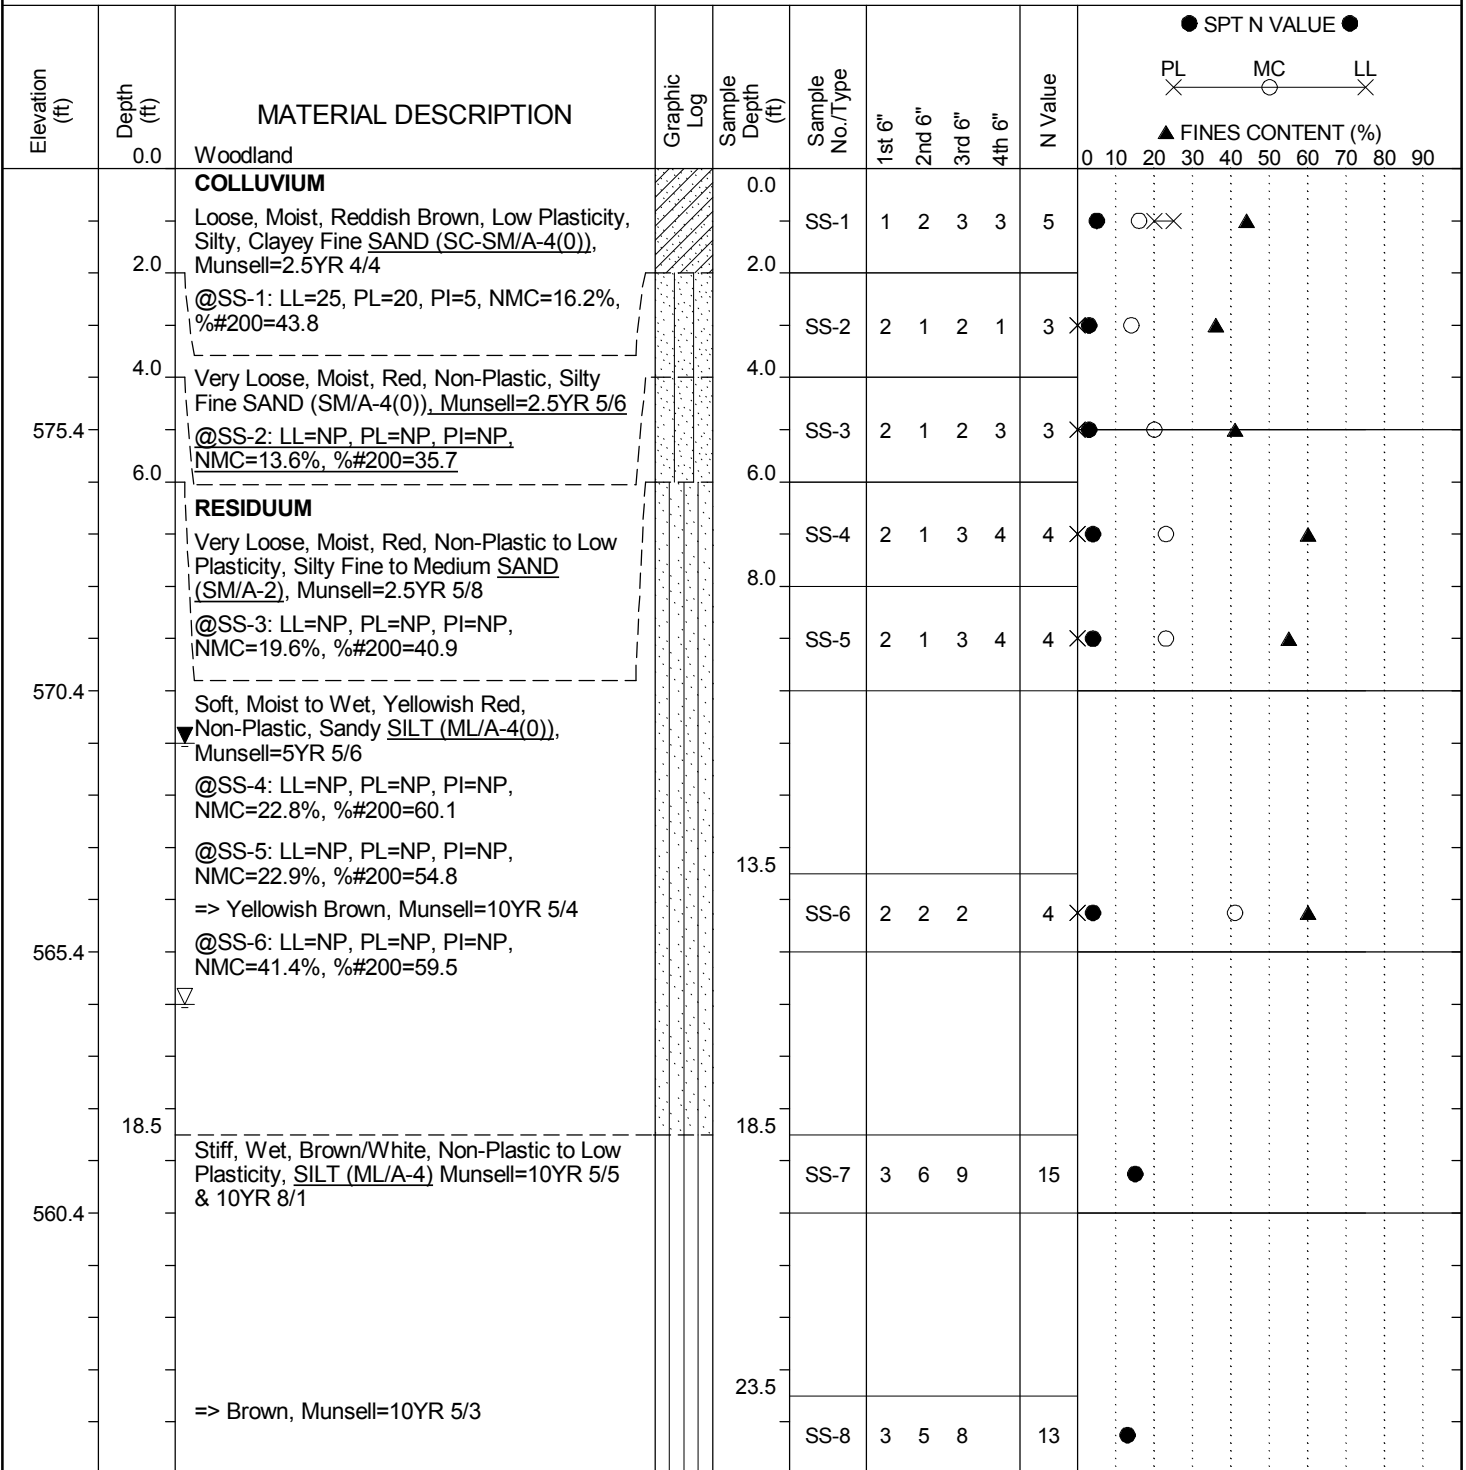 ● SPT N VALUE ●
PL MC LL
▲ FINES CONTENT (%)
0 10 20 30 40 50 60 70 80 90
Elevation
(ft)
Depth
(ft)
MATERIAL DESCRIPTION
Graphic
Log
Sample
Depth
(ft)
Sample
No./Type
1st 6"
2nd 6"
3rd 6"
4th 6"
N Value
0.0 Woodland
COLLUVIUM
0.0
Loose, Moist, Reddish Brown, Low Plasticity,
Silty, Clayey Fine SAND (SC-SM/A-4(0)),
Munsell=2.5YR 4/4
SS-1 1 2 3 3 5
2.0
2.0
@SS-1: LL=25, PL=20, PI=5, NMC=16.2%,
%#200=43.8
SS-2 2 1 2 1 3
4.0
4.0
Very Loose, Moist, Red, Non-Plastic, Silty
Fine SAND (SM/A-4(0)), Munsell=2.5YR 5/6
575.4
@SS-2: LL=NP, PL=NP, PI=NP,
NMC=13.6%, %#200=35.7
SS-3 2 1 2 3 3
6.0
6.0
RESIDUUM
Very Loose, Moist, Red, Non-Plastic to Low
Plasticity, Silty Fine to Medium SAND
(SM/A-2), Munsell=2.5YR 5/8
SS-4 2 1 3 4 4
8.0
@SS-3: LL=NP, PL=NP, PI=NP,
NMC=19.6%, %#200=40.9
SS-5 2 1 3 4 4
570.4
Soft, Moist to Wet, Yellowish Red,
Non-Plastic, Sandy SILT (ML/A-4(0)),
Munsell=5YR 5/6
@SS-4: LL=NP, PL=NP, PI=NP,
NMC=22.8%, %#200=60.1
@SS-5: LL=NP, PL=NP, PI=NP,
NMC=22.9%, %#200=54.8
13.5
=> Yellowish Brown, Munsell=10YR 5/4
SS-6 2 2 2 4
@SS-6: LL=NP, PL=NP, PI=NP,
NMC=41.4%, %#200=59.5
565.4
18.5
18.5
Stiff, Wet, Brown/White, Non-Plastic to Low
Plasticity, SILT (ML/A-4) Munsell=10YR 5/5
& 10YR 8/1
SS-7 3 6 9 15
560.4
23.5
=> Brown, Munsell=10YR 5/3
SS-8 3 5 8 13